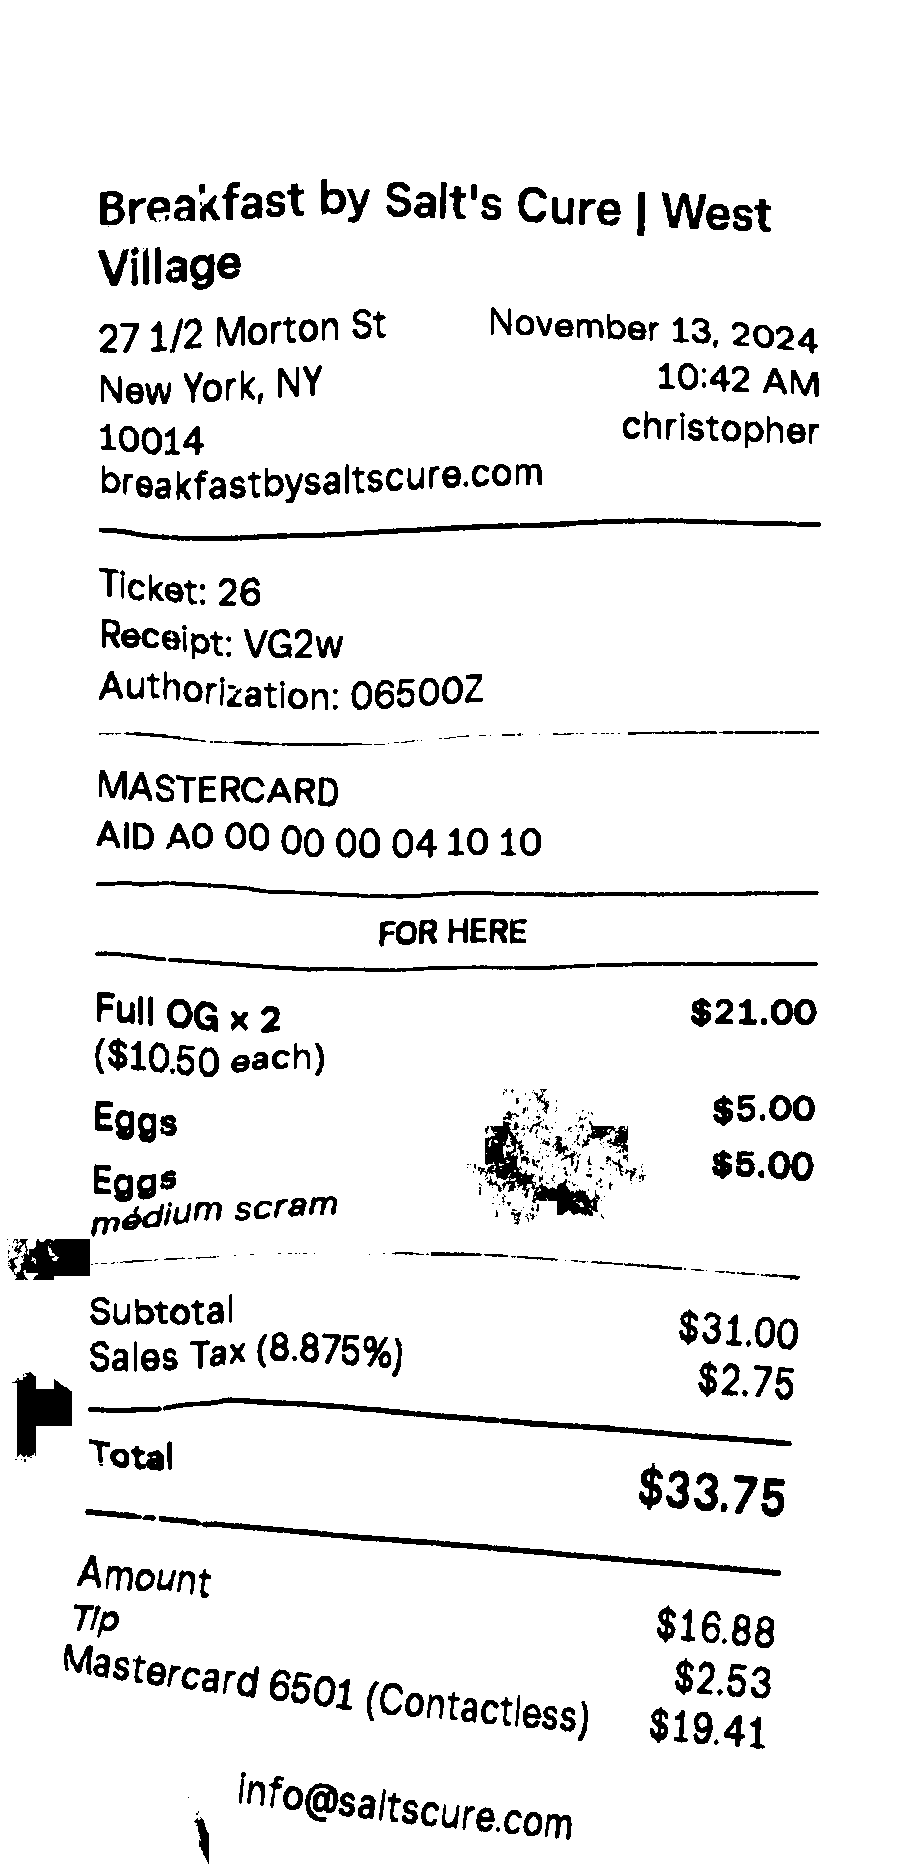 Breakfast by Salt's Cure | West
Village
27 1/2 Morton St
New York, NY
10014
breakfastbysaltscure.com
November 13, 2024
10:42 AM
christopher
Ticket: 26
Receipt: VG2w
Authorization: 06500Z
MASTERCARD
AID A0 00 00 00 04 10 10
FOR HERE
Full OG x 2 $21.00
($10.50 each)
Eggs $5.00
Eggs $5.00
medium scram
Subtotal $31.00
Sales Tax (8.875%) $2.75
Total $33.75
Amount $16.88
Tip $2.53
Mastercard 6501 (Contactless) $19.41
info@saltscure.com